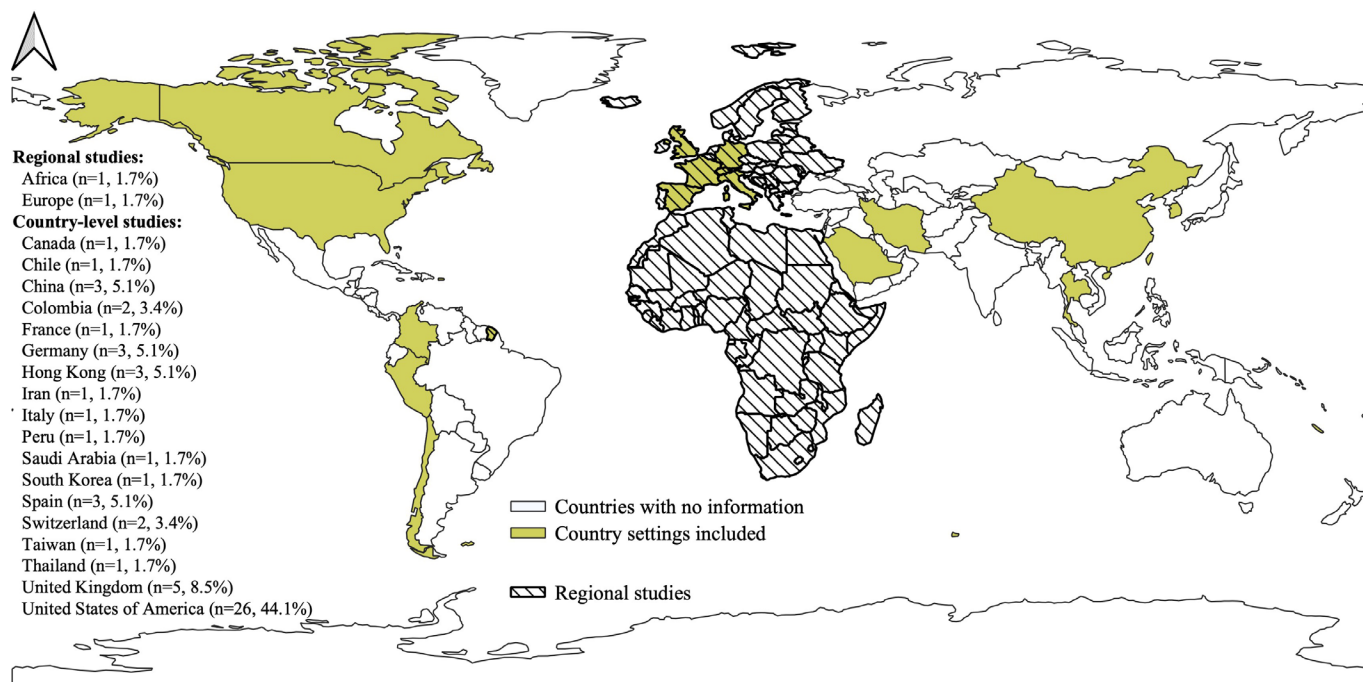 Regional studies:
Africa (n=1, 1.7%)
Europe (n=1, 1.7%)
Country-level studies:
Canada (n=1, 1.7%)
Chile (n=1, 1.7%)
China (n=3, 5.1%)
Colombia (n=2, 3.4%)
France (n=1, 1.7%)
Germany (n=3, 5.1%)
Hong Kong (n=3, 5.1%)
Iran (n=1, 1.7%)
Italy (n=1, 1.7%)
Peru (n=1, 1.7%)
Saudi Arabia (n=1, 1.7%)
South Korea (n=1, 1.7%)
Spain (n=3, 5.1%)
Switzerland (n=2, 3.4%)
Taiwan (n=1, 1.7%)
Thailand (n=1, 1.7%)
United Kingdom (n=5, 8.5%)
United States of America (n=26, 44.1%)
Countries with no information
Country settings included
Regional studies